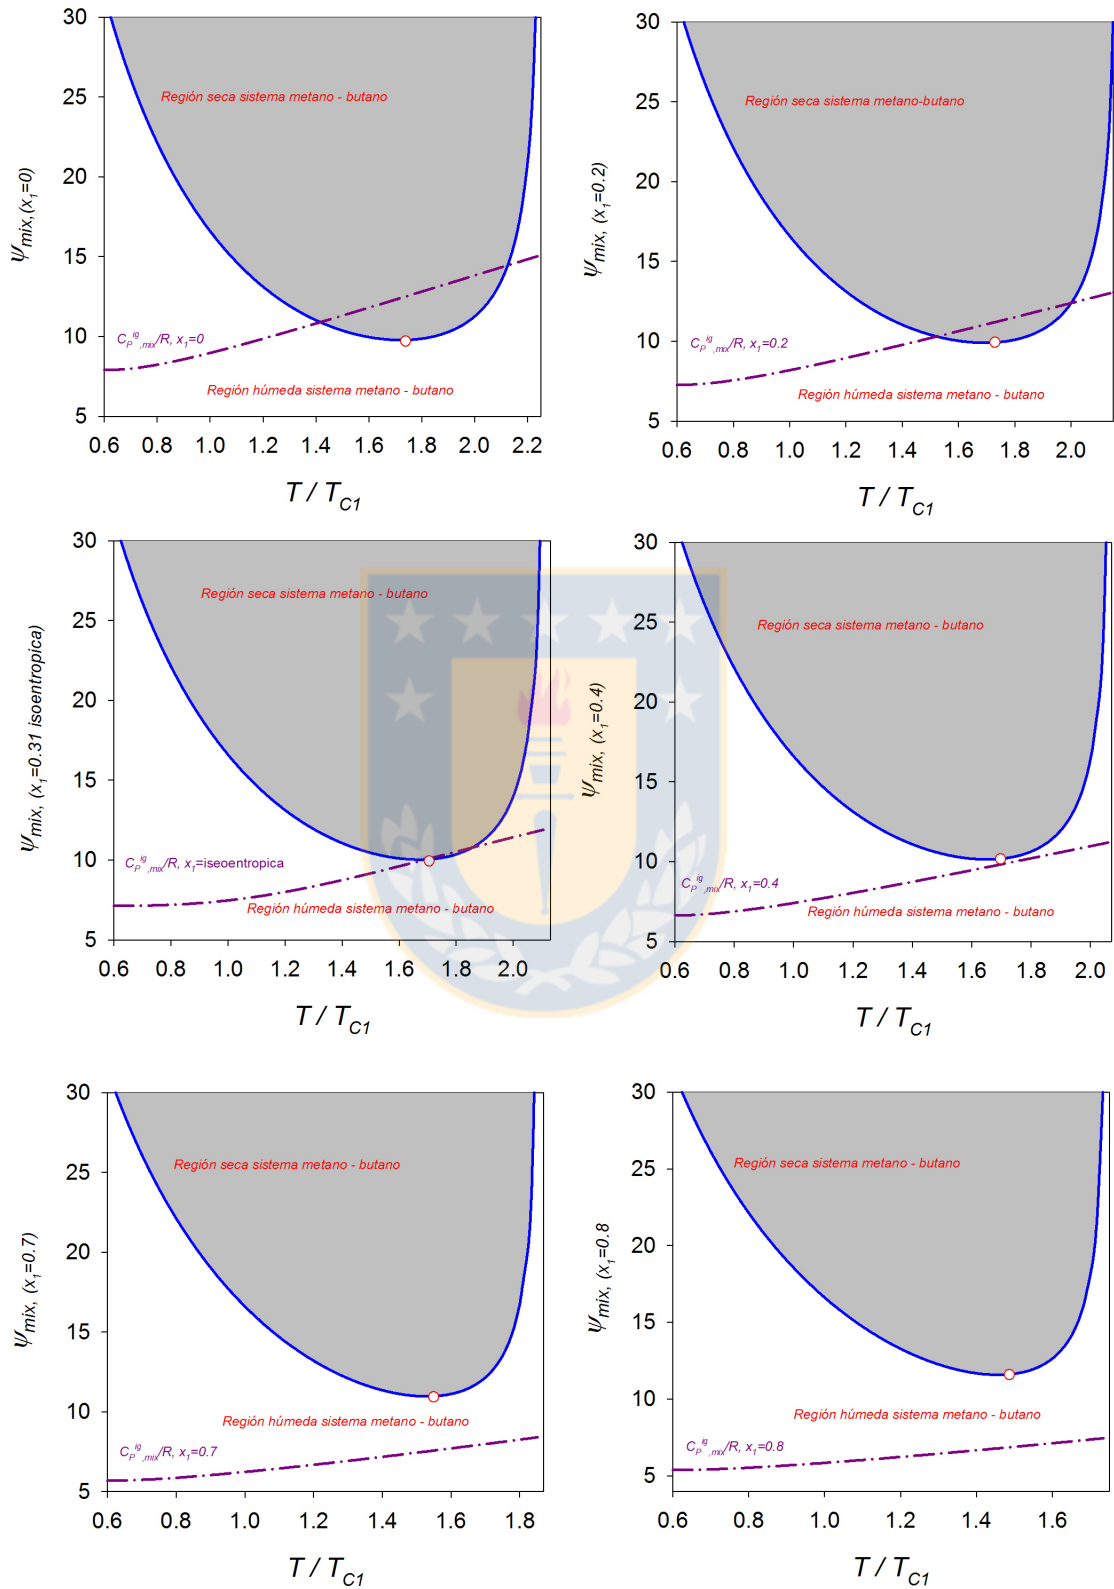 30
25
20
15
10
5
ψmix,(x1=0)
Región seca sistema metano - butano
CPig,mix/R, x1=0
Región húmeda sistema metano - butano
0.6 0.8 1.0 1.2 1.4 1.6 1.8 2.0 2.2
T / TC1
30
25
20
15
10
5
ψmix, (x1=0.2)
Región seca sistema metano-butano
CPig,mix/R, x1=0.2
Región húmeda sistema metano - butano
0.6 0.8 1.0 1.2 1.4 1.6 1.8 2.0
T / TC1
30
25
20
15
10
5
ψmix, (x1=0.31 isoentropica)
Región seca sistema metano - butano
CPig,mix/R, x1=iseoentropica
Región húmeda sistema metano - butano
0.6 0.8 1.0 1.2 1.4 1.6 1.8 2.0
T / TC1
30
25
20
15
10
5
ψmix, (x1=0.4)
Región seca sistema metano - butano
CPig,mix/R, x1=0.4
Región húmeda sistema metano - butano
0.6 0.8 1.0 1.2 1.4 1.6 1.8 2.0
T / TC1
30
25
20
15
10
5
ψmix, (x1=0.7)
Región seca sistema metano - butano
Región húmeda sistema metano - butano
CPig,mix/R, x1=0.7
0.6 0.8 1.0 1.2 1.4 1.6 1.8
T / TC1
30
25
20
15
10
5
ψmix, (x1=0.8
Región seca sistema metano - butano
Región húmeda sistema metano - butano
CPig,mix/R, x1=0.8
0.6 0.8 1.0 1.2 1.4 1.6
T / TC1